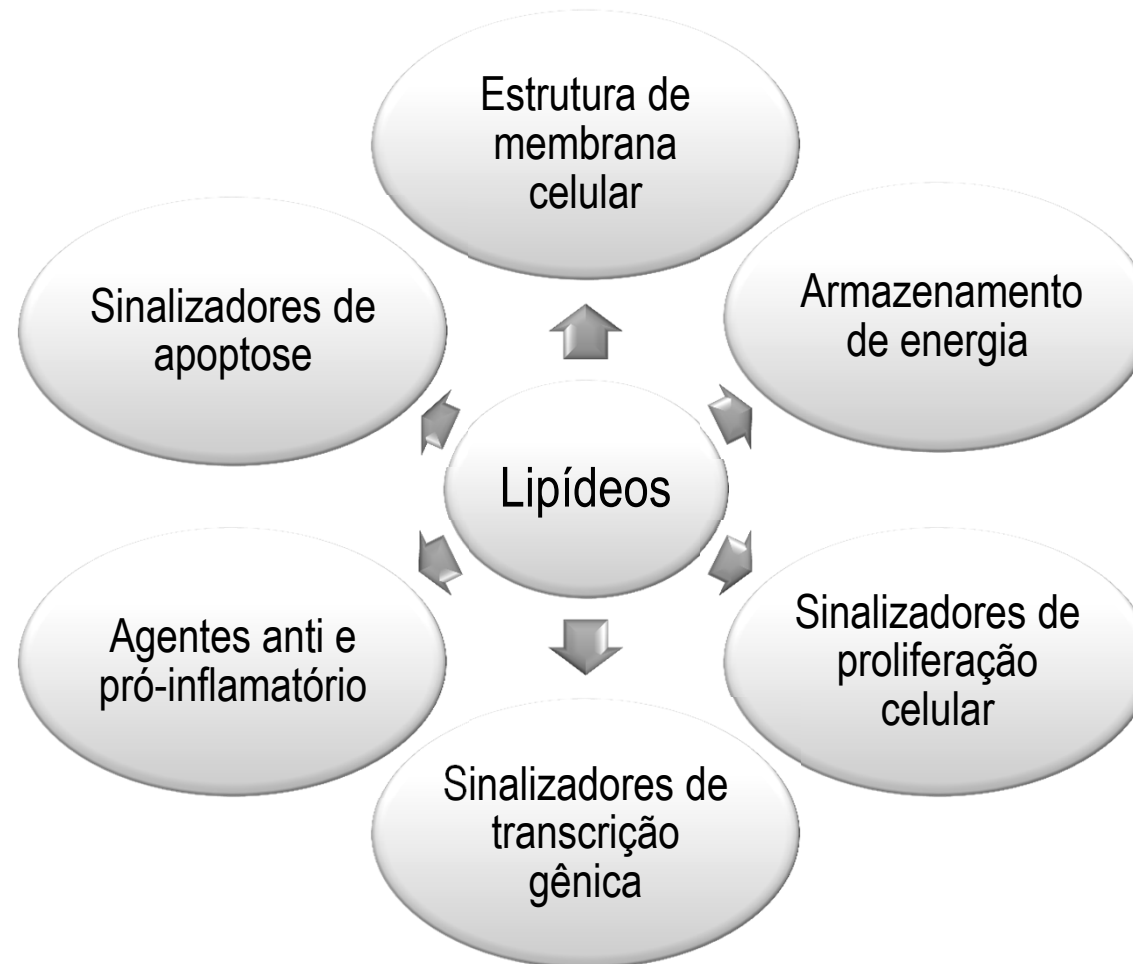 Estrutura de
membrana
celular
Armazenamento
de energia
Sinalizadores de
proliferação
celular
Sinalizadores de
transcrição
gênica
Agentes anti e
pró-inflamatório
Sinalizadores de
apoptose
Lipídeos